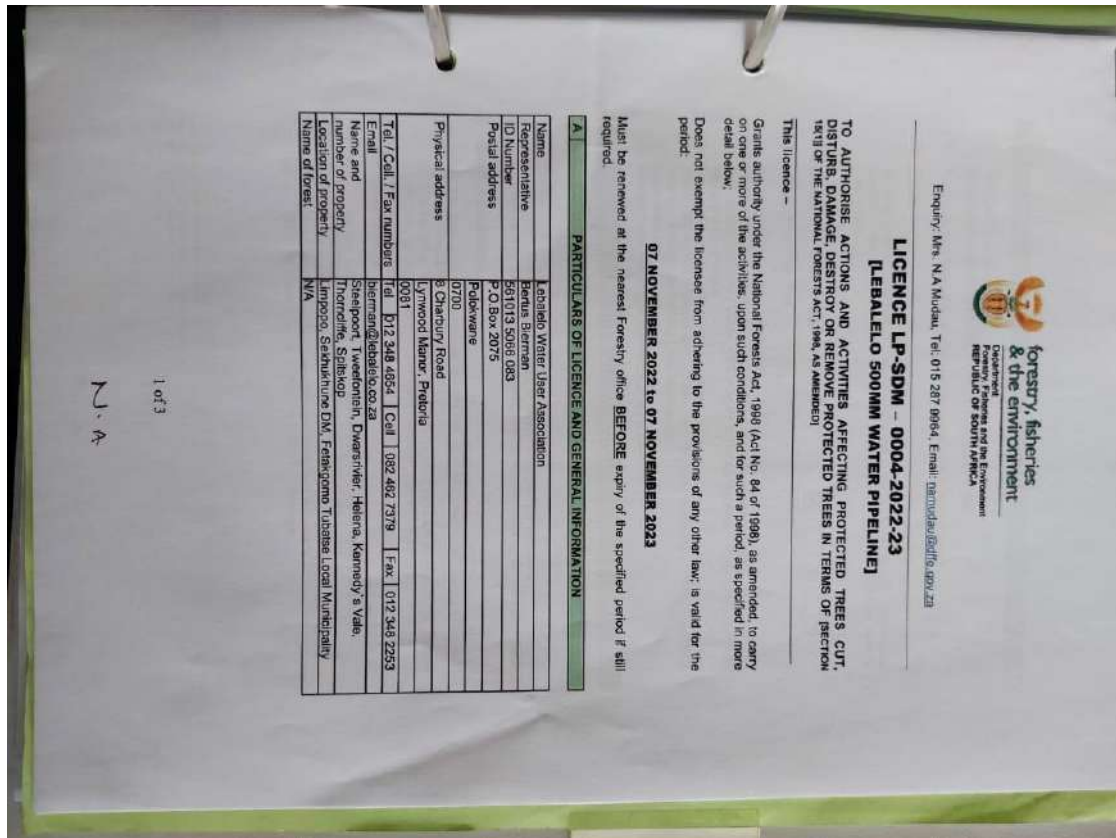 forestry, fisheries
& the environment
Department:
Forestry, Fisheries and the Environment
REPUBLIC OF SOUTH AFRICA
Enquiry: Mrs. N.A Mudau, Tel: 015 287 9964, Email: namudau@dffe.gov.za
LICENCE LP-SDM – 0004-2022-23
[LEBALELO 500MM WATER PIPELINE]
TO AUTHORISE ACTIONS AND ACTIVITIES AFFECTING PROTECTED TREES CUT,
DISTURB, DAMAGE, DESTROY OR REMOVE PROTECTED TREES IN TERMS OF [SECTION
15(1)] OF THE NATIONAL FORESTS ACT, 1998, AS AMENDED]
This licence –
Grants authority under the National Forests Act, 1998 (Act No. 84 of 1998), as amended, to carry
on one or more of the activities, upon such conditions, and for such a period, as specified in more
detail below;
Does not exempt the licensee from adhering to the provisions of any other law; is valid for the
period:
07 NOVEMBER 2022 to 07 NOVEMBER 2023
Must be renewed at the nearest Forestry office BEFORE expiry of the specified period if still
required.
A PARTICULARS OF LICENCE AND GENERAL INFORMATION
Name Lebalelo Water User Association
Representative Bertus Bierman
ID Number 561013 5066 083
Postal address P.O Box 2075
Polokwane
0700
Physical address 8 Charbury Road
Lynwood Manor, Pretoria
0081
Tel. / Cell. / Fax numbers Tel 012 348 4654 Cell 082 462 7379 Fax 012 348 2253
Email bierman@lebalelo.co.za
Name and number of property Steelpoort, Tweefontein, Dwarsrivier, Helena, Kennedy's Vale,
Thorncliffe, Spitskop
Location of property Limpopo, Sekhukhune DM, Fetakgomo Tubatse Local Municipality
Name of forest N/A
1 of 3
N. A